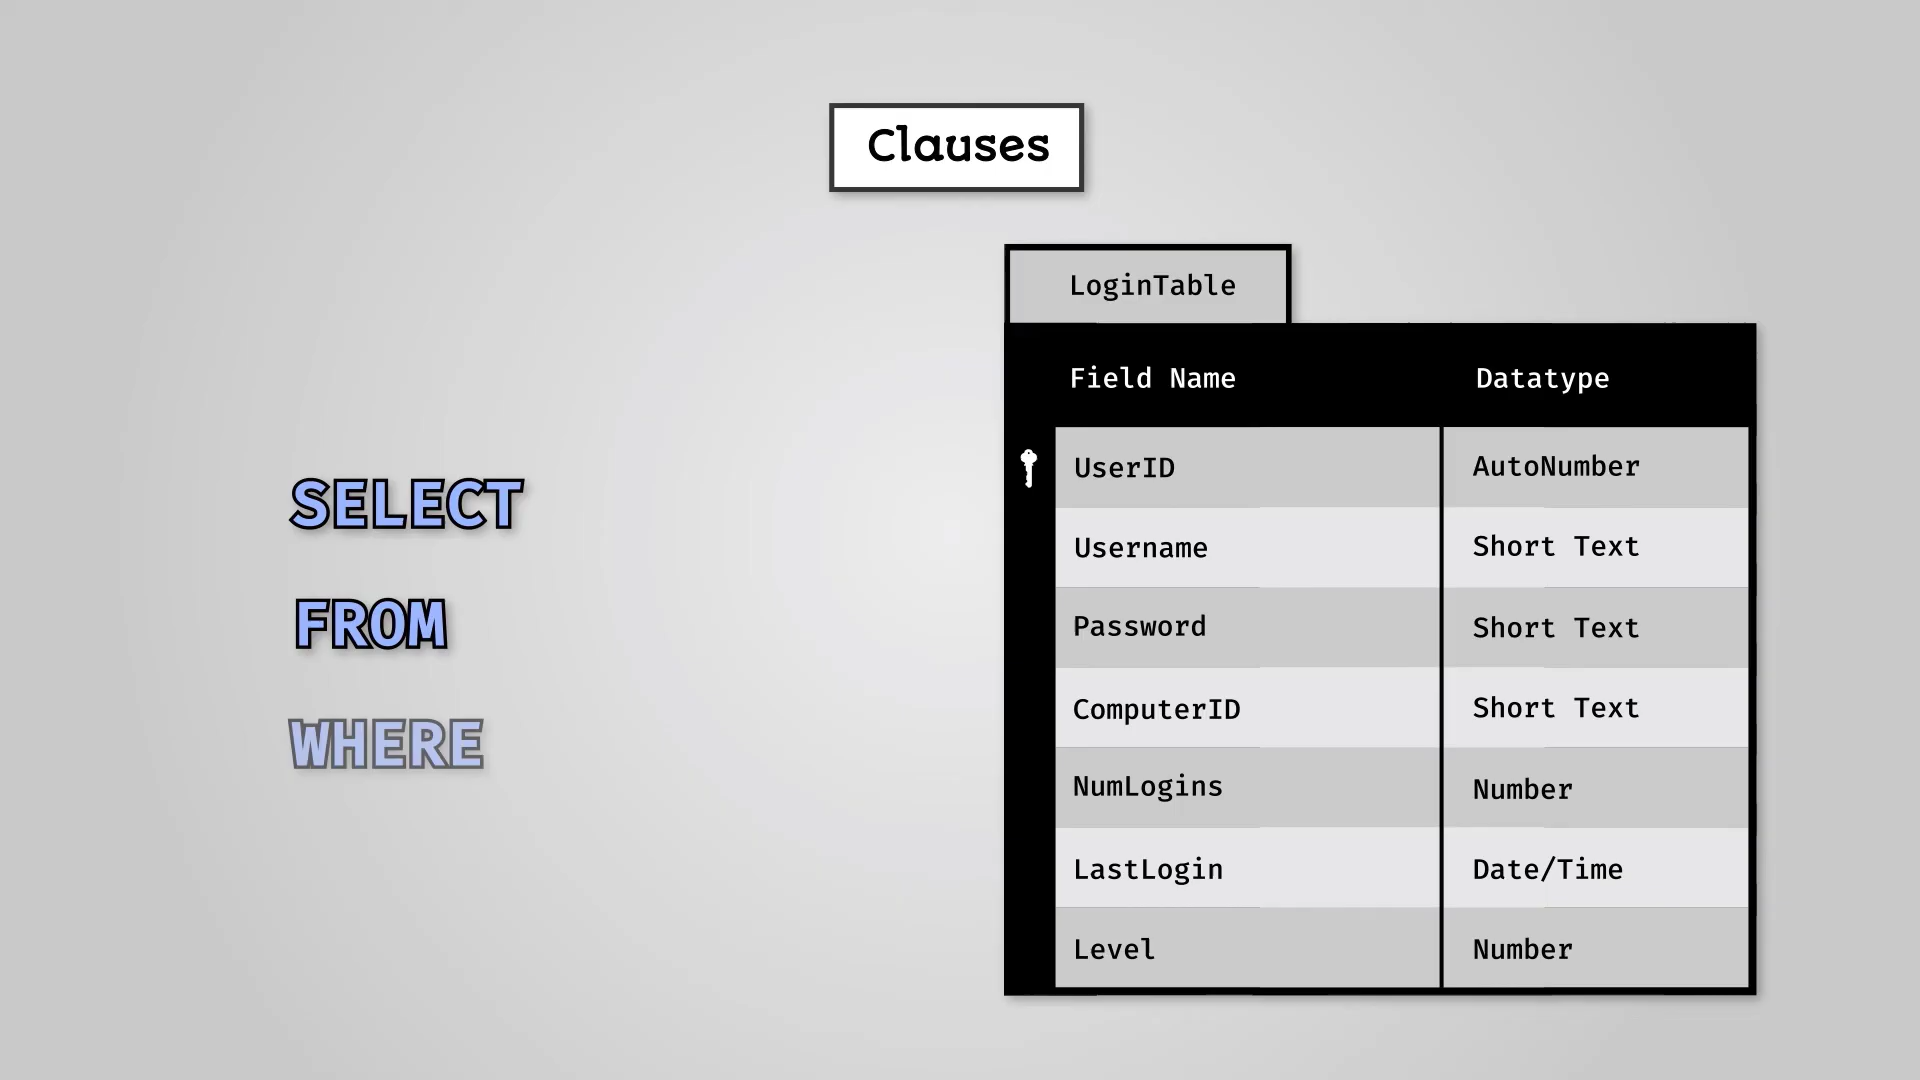 Clauses
SELECT
FROM
WHERE
LoginTable
Field Name Datatype
UserID AutoNumber
Username Short Text
Password Short Text
ComputerID Short Text
NumLogins Number
LastLogin Date/Time
Level Number